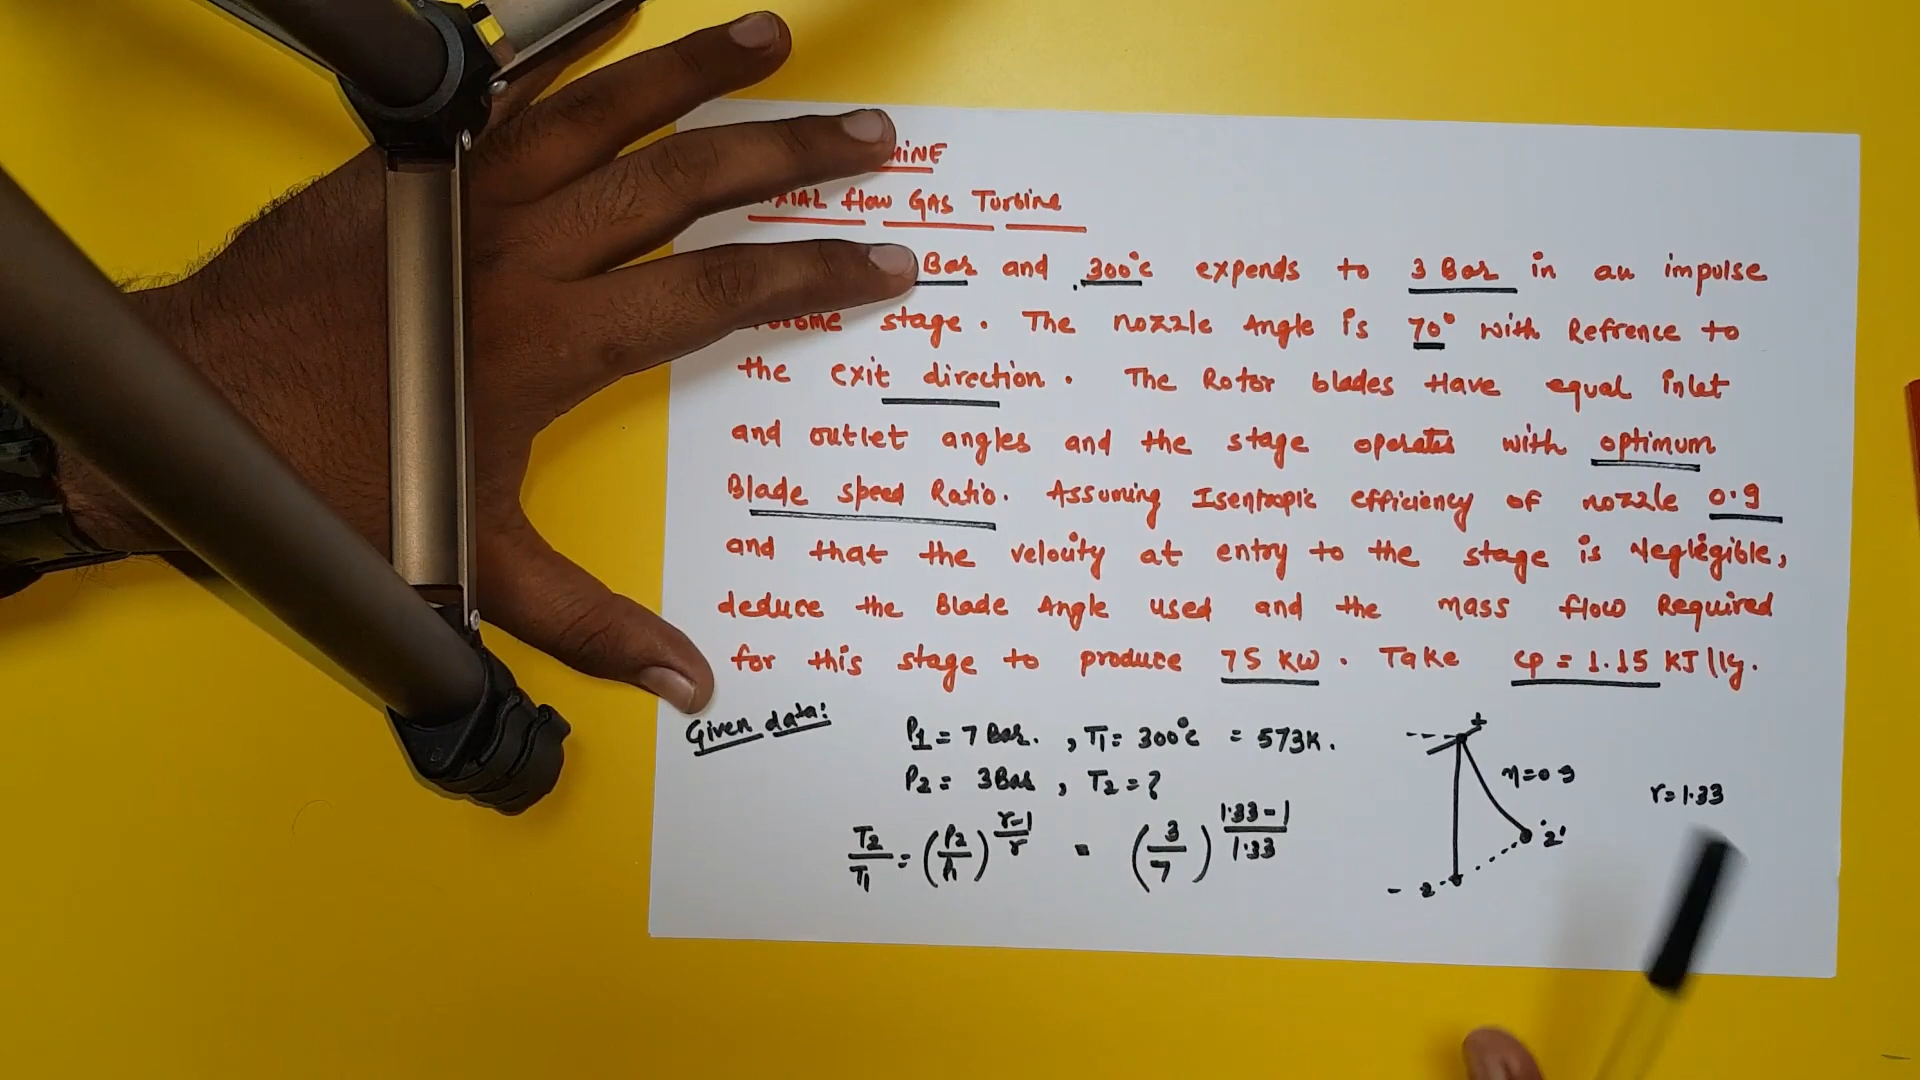 AXIAL flow GAS Turbine
Bar and 300°c expends to 3 Bar in an impulse
stage. The nozzle Angle is 70° with Refrence to
the exit direction. The Rotor blades Have equal inlet
and outlet angles and the stage operates with optimum
Blade speed Ratio. Assuming Isentropic efficiency of nozzle 0.9
and that the velocity at entry to the stage is Neglegible,
deduce the Blade Angle used and the mass flow Required
for this stage to produce 75 kW. Take cp = 1.15 KJ/kg.
Given data:
P1 = 7 Bar. , T1 = 300°c = 573K.
P2 = 3Bar , T2 = ?
T2/T1 = (P2/P1)^(r-1/r) = (3/7)^(1.33-1/1.33)
η=0.9
2'
2
r=1.33